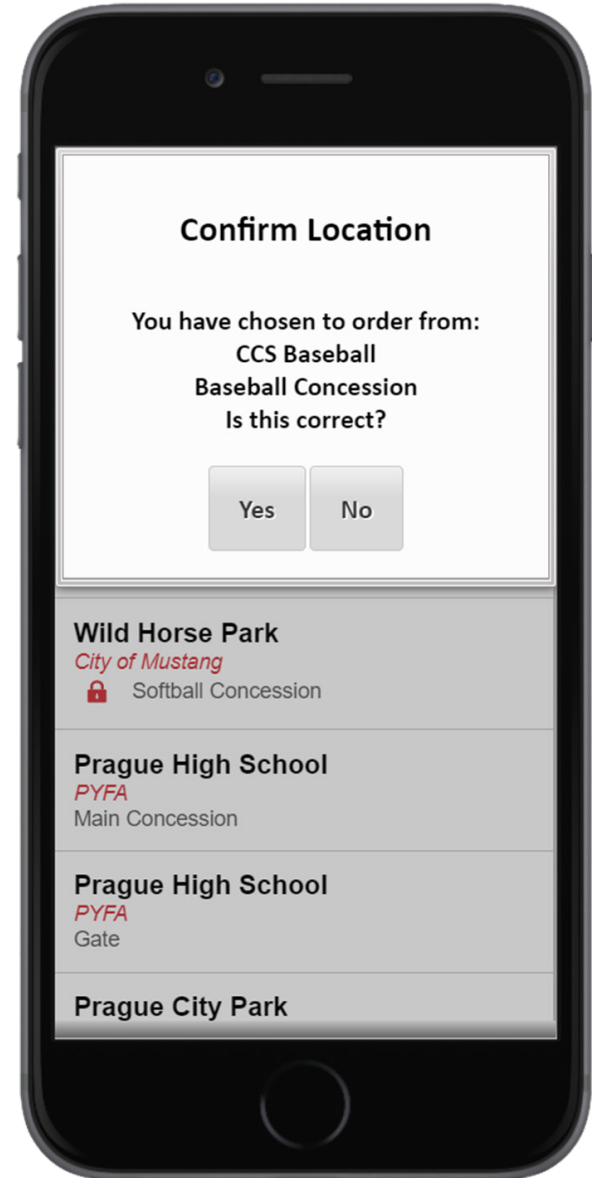 Confirm Location
You have chosen to order from:
CCS Baseball
Baseball Concession
Is this correct?
Yes No
Wild Horse Park
City of Mustang
Softball Concession
Prague High School
PYFA
Main Concession
Prague High School
PYFA
Gate
Prague City Park